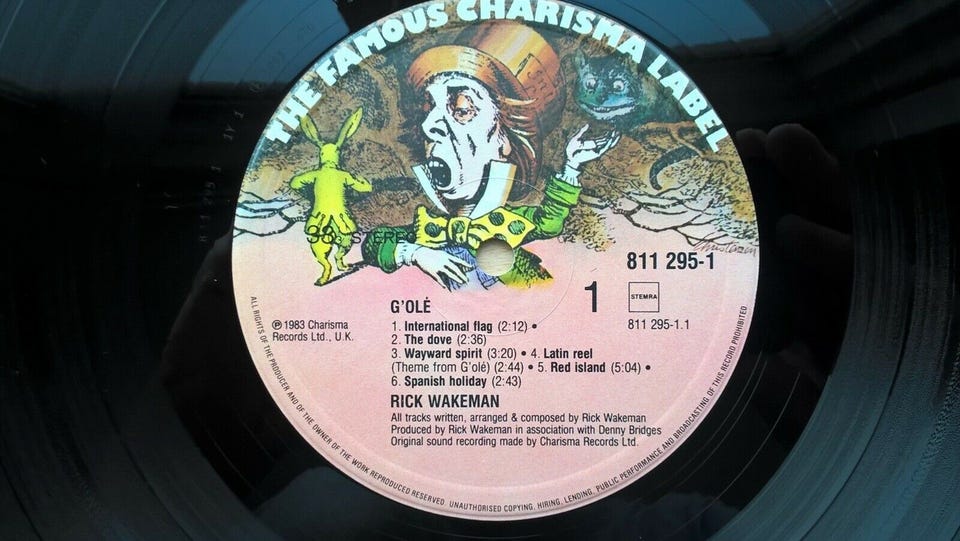 THE FAMOUS CHARISMA LABEL
33 STEREO
Christensen
811 295-1
1
STEMRA
811 295-1.1
℗ 1983 Charisma
Records Ltd., U.K.
G'OLÉ
1. International flag (2:12) •
2. The dove (2:36)
3. Wayward spirit (3:20) • 4. Latin reel
(Theme from G'olé) (2:44) • 5. Red island (5:04) •
6. Spanish holiday (2:43)
RICK WAKEMAN
All tracks written, arranged & composed by Rick Wakeman
Produced by Rick Wakeman in association with Denny Bridges
Original sound recording made by Charisma Records Ltd.
ALL RIGHTS OF THE PRODUCER AND OF THE OWNER OF THE WORK REPRODUCED RESERVED. UNAUTHORISED COPYING, HIRING, LENDING, PUBLIC PERFORMANCE AND BROADCASTING OF THIS RECORD PROHIBITED